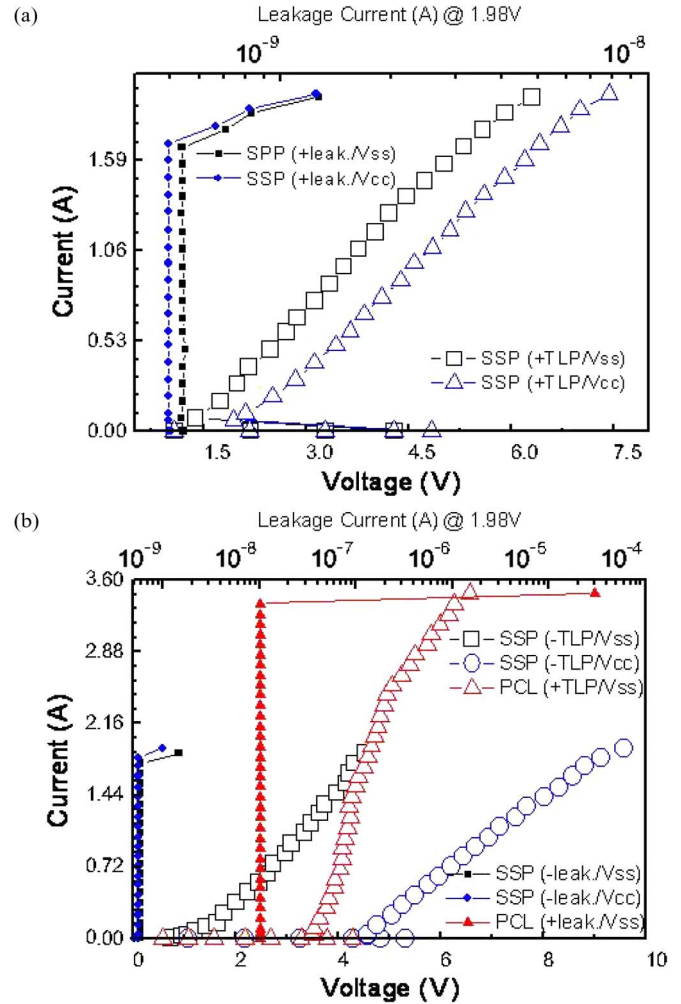 (a)
Leakage Current (A) @ 1.98V
10-9
10-8
1.59
1.06
0.53
0.00
Current (A)
SPP (+leak./Vss)
SSP (+leak./Vcc)
SSP (+TLP/Vss)
SSP (+TLP/Vcc)
1.5
3.0
4.5
6.0
7.5
Voltage (V)
(b)
Leakage Current (A) @ 1.98V
10-9
10-8
10-7
10-6
10-5
10-4
3.60
2.88
2.16
1.44
0.72
0.00
Current (A)
SSP (-TLP/Vss)
SSP (-TLP/Vcc)
PCL (+TLP/Vss)
SSP (-leak./Vss)
SSP (-leak./Vcc)
PCL (+leak./Vss)
0
2
4
6
8
10
Voltage (V)